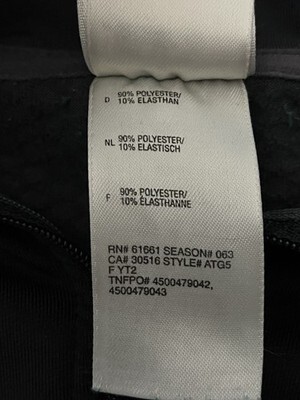 D 90% POLYESTER/
10% ELASTHAN
NL 90% POLYESTER/
10% ELASTISCH
F 90% POLYESTER/
10% ÉLASTHANNE
RN# 61661 SEASON# 063
CA# 30516 STYLE# ATG5
F YT2
TNFPO# 4500479042,
4500479043